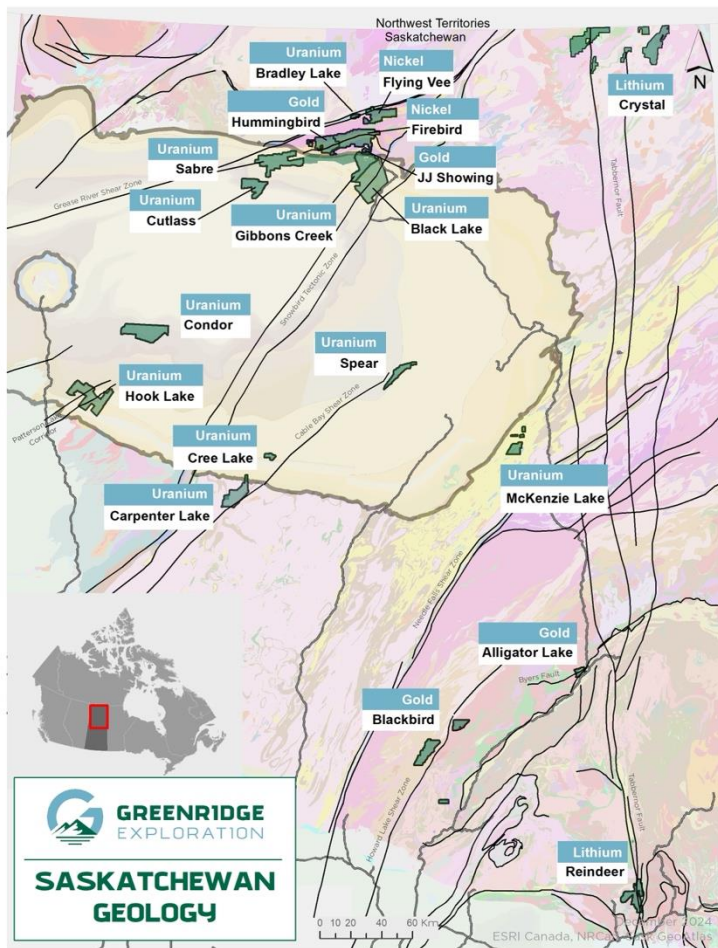 Northwest Territories
Saskatchewan
Uranium
Bradley Lake
Nickel
Flying Vee
Lithium
Crystal
N
Gold
Hummingbird
Nickel
Firebird
Uranium
Sabre
Gold
JJ Showing
Uranium
Cutlass
Uranium
Gibbons Creek
Uranium
Black Lake
Grease River Shear Zone
Tabbernor Fault
Snowbird Tectonic Zone
Uranium
Condor
Uranium
Spear
Uranium
Hook Lake
Patterson Lake
Corridor
Cable Bay Shear Zone
Uranium
Cree Lake
Uranium
Carpenter Lake
Uranium
McKenzie Lake
Needle Falls Shear Zone
Gold
Alligator Lake
Byers Fault
Gold
Blackbird
Howard Lake Shear Zone
Tabbernor Fault
Lithium
Reindeer
GREENRIDGE
EXPLORATION
SASKATCHEWAN
GEOLOGY
0 10 20 40 60 Km
December 2024
ESRI Canada, NRCan, GeoAtlas